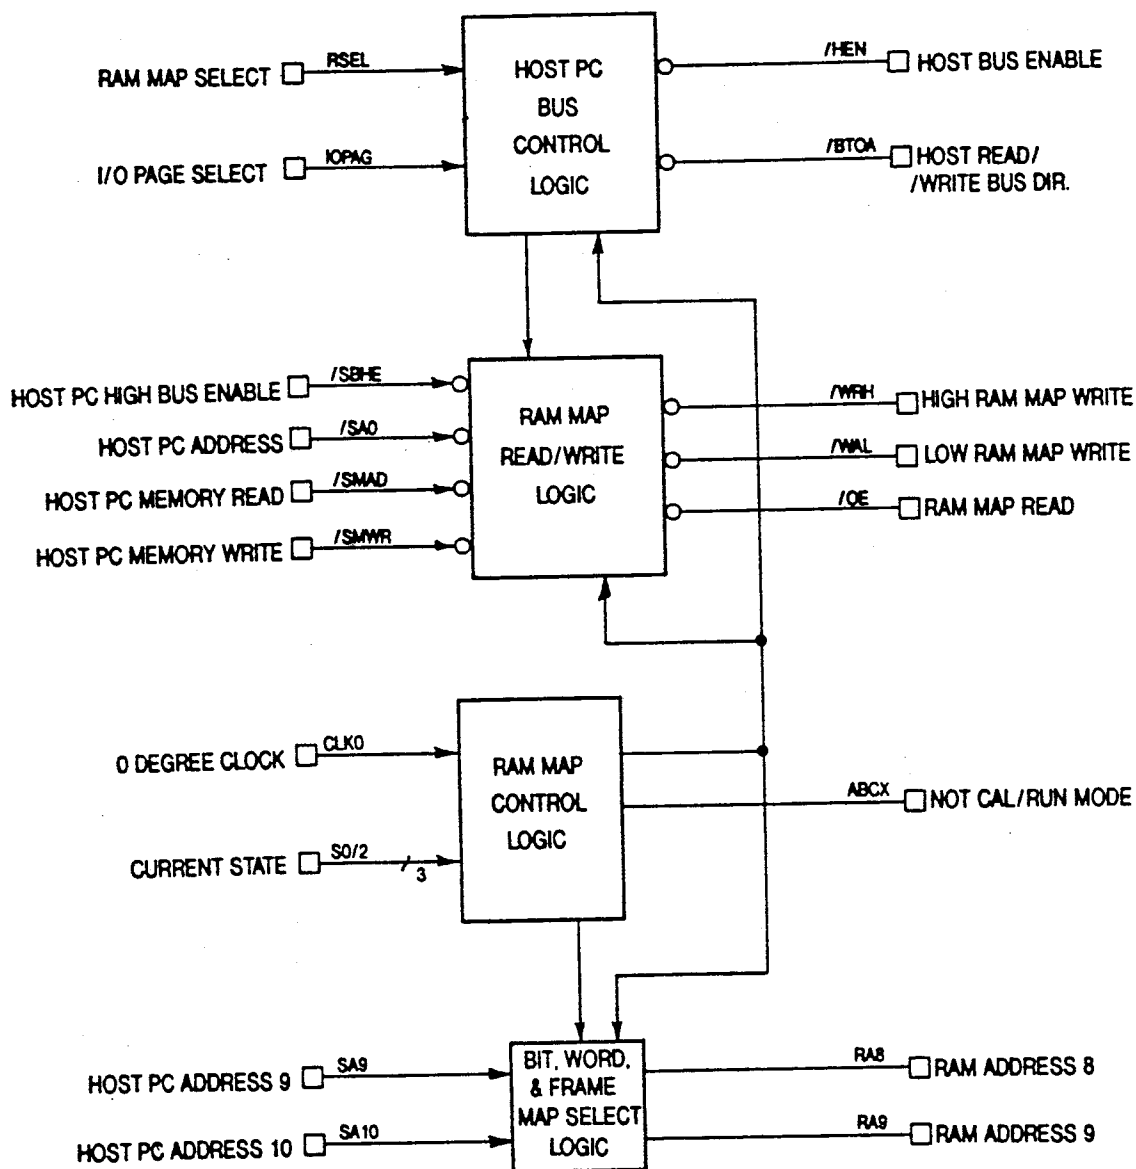 RAM MAP SELECT
RSEL
I/O PAGE SELECT
IOPAG
HOST PC
BUS
CONTROL
LOGIC
/HEN
HOST BUS ENABLE
/BTOA
HOST READ/
/WRITE BUS DIR.
HOST PC HIGH BUS ENABLE
/SBHE
HOST PC ADDRESS
/SA0
HOST PC MEMORY READ
/SMAD
HOST PC MEMORY WRITE
/SMWR
RAM MAP
READ/WRITE
LOGIC
/WRH
HIGH RAM MAP WRITE
/WAL
LOW RAM MAP WRITE
/OE
RAM MAP READ
0 DEGREE CLOCK
CLK0
CURRENT STATE
S0/2
3
RAM MAP
CONTROL
LOGIC
ABCX
NOT CAL/RUN MODE
HOST PC ADDRESS 9
SA9
HOST PC ADDRESS 10
SA10
BIT, WORD,
& FRAME
MAP SELECT
LOGIC
RA8
RAM ADDRESS 8
RA9
RAM ADDRESS 9